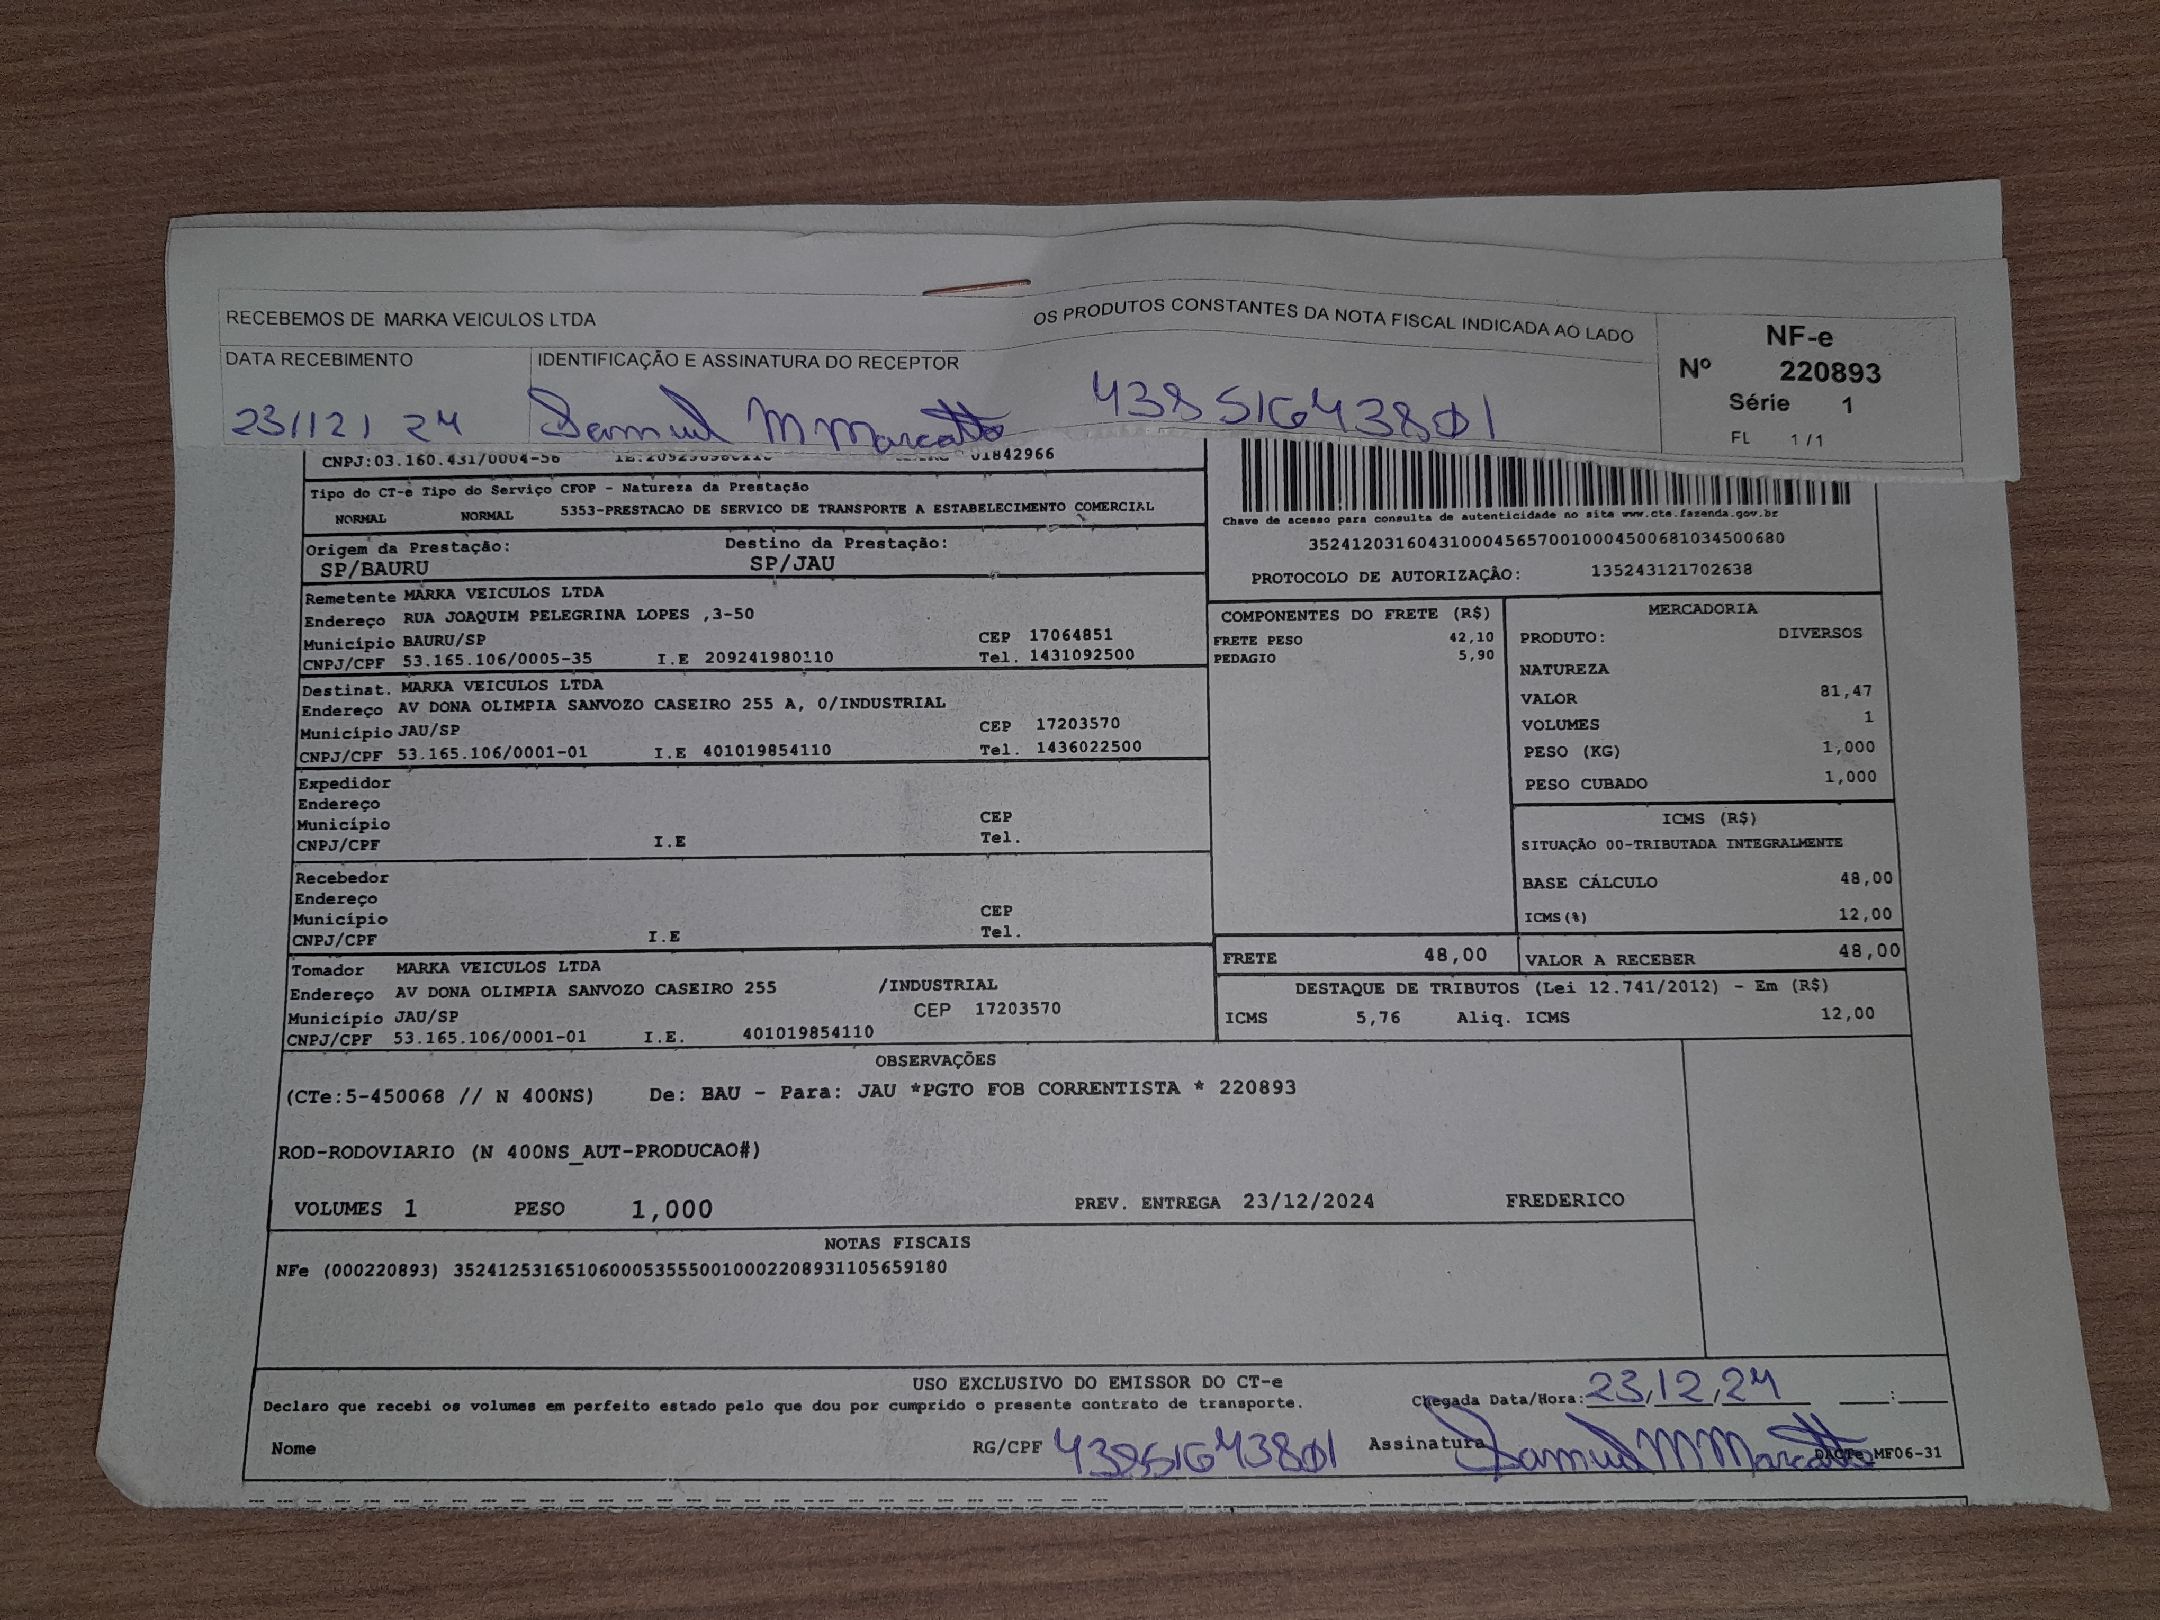 RECEBEMOS DE MARKA VEICULOS LTDA OS PRODUTOS CONSTANTES DA NOTA FISCAL INDICADA AO LADO
NF-e
Nº 220893
Série 1
FL 1 / 1
DATA RECEBIMENTO IDENTIFICAÇÃO E ASSINATURA DO RECEPTOR
23/12/24 Samuel M Marcatto 43851643801
CNPJ:03.160.431/0004-56 01842966
Tipo do CT-e Tipo do Serviço CFOP - Natureza da Prestação
NORMAL NORMAL 5353-PRESTACAO DE SERVICO DE TRANSPORTE A ESTABELECIMENTO COMERCIAL
Chave de acesso para consulta de autenticidade no site www.cte.fazenda.gov.br
35241203160431000456570010004500681034500680
PROTOCOLO DE AUTORIZAÇÃO: 135243121702638
Origem da Prestação: Destino da Prestação:
SP/BAURU SP/JAU
Remetente MARKA VEICULOS LTDA
Endereço RUA JOAQUIM PELEGRINA LOPES ,3-50
Município BAURU/SP CEP 17064851
CNPJ/CPF 53.165.106/0005-35 I.E 209241980110 Tel. 1431092500
Destinat. MARKA VEICULOS LTDA
Endereço AV DONA OLIMPIA SANVOZO CASEIRO 255 A, 0/INDUSTRIAL
Município JAU/SP CEP 17203570
CNPJ/CPF 53.165.106/0001-01 I.E 401019854110 Tel. 1436022500
Expedidor
Endereço
Município CEP
CNPJ/CPF I.E Tel.
Recebedor
Endereço
Município CEP
CNPJ/CPF I.E Tel.
Tomador MARKA VEICULOS LTDA
Endereço AV DONA OLIMPIA SANVOZO CASEIRO 255 /INDUSTRIAL
Município JAU/SP CEP 17203570
CNPJ/CPF 53.165.106/0001-01 I.E. 401019854110
COMPONENTES DO FRETE (R$)
FRETE PESO 42,10
PEDAGIO 5,90
MERCADORIA
PRODUTO: DIVERSOS
NATUREZA
VALOR 81,47
VOLUMES 1
PESO (KG) 1,000
PESO CUBADO 1,000
ICMS (R$)
SITUAÇÃO 00-TRIBUTADA INTEGRALMENTE
BASE CÁLCULO 48,00
ICMS(%) 12,00
FRETE 48,00 VALOR A RECEBER 48,00
DESTAQUE DE TRIBUTOS (Lei 12.741/2012) - Em (R$)
ICMS 5,76 Aliq. ICMS 12,00
OBSERVAÇÕES
(CTe:5-450068 // N 400NS) De: BAU - Para: JAU *PGTO FOB CORRENTISTA * 220893
ROD-RODOVIARIO (N 400NS_AUT-PRODUCAO#)
VOLUMES 1 PESO 1,000 PREV. ENTREGA 23/12/2024 FREDERICO
NOTAS FISCAIS
NFe (000220893) 35241253165106000535550010002208931105659180
USO EXCLUSIVO DO EMISSOR DO CT-e
Declaro que recebi os volumes em perfeito estado pelo que dou por cumprido o presente contrato de transporte. Chegada Data/Hora: 23/12/24 :
Nome RG/CPF 43851643801 Assinatura Samuel M Marcatto DACTe MF06-31